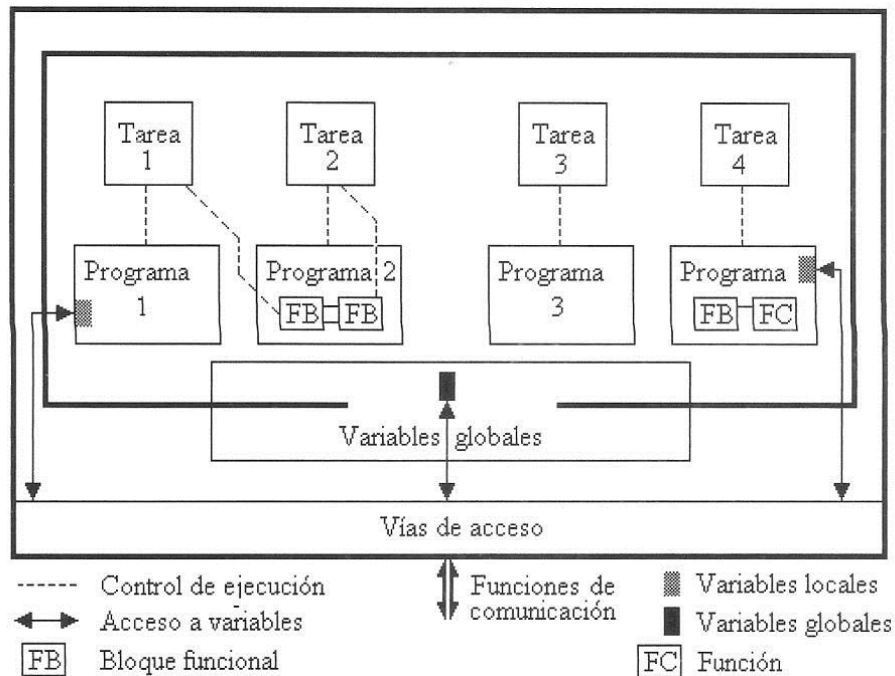 Tarea
1
Tarea
2
Tarea
3
Tarea
4
Programa
1
Programa 2
FB
FB
Programa
3
Programa
FB
FC
Variables globales
Vías de acceso
Control de ejecución
Funciones de
comunicación
Variables locales
Acceso a variables
Variables globales
FB
Bloque funcional
FC
Función